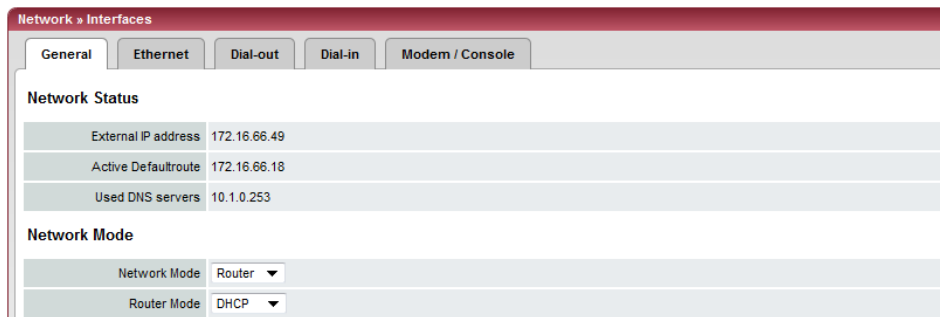 Network » Interfaces
General Ethernet Dial-out Dial-in Modem / Console
Network Status
External IP address 172.16.66.49
Active Defaultroute 172.16.66.18
Used DNS servers 10.1.0.253
Network Mode
Network Mode Router
Router Mode DHCP